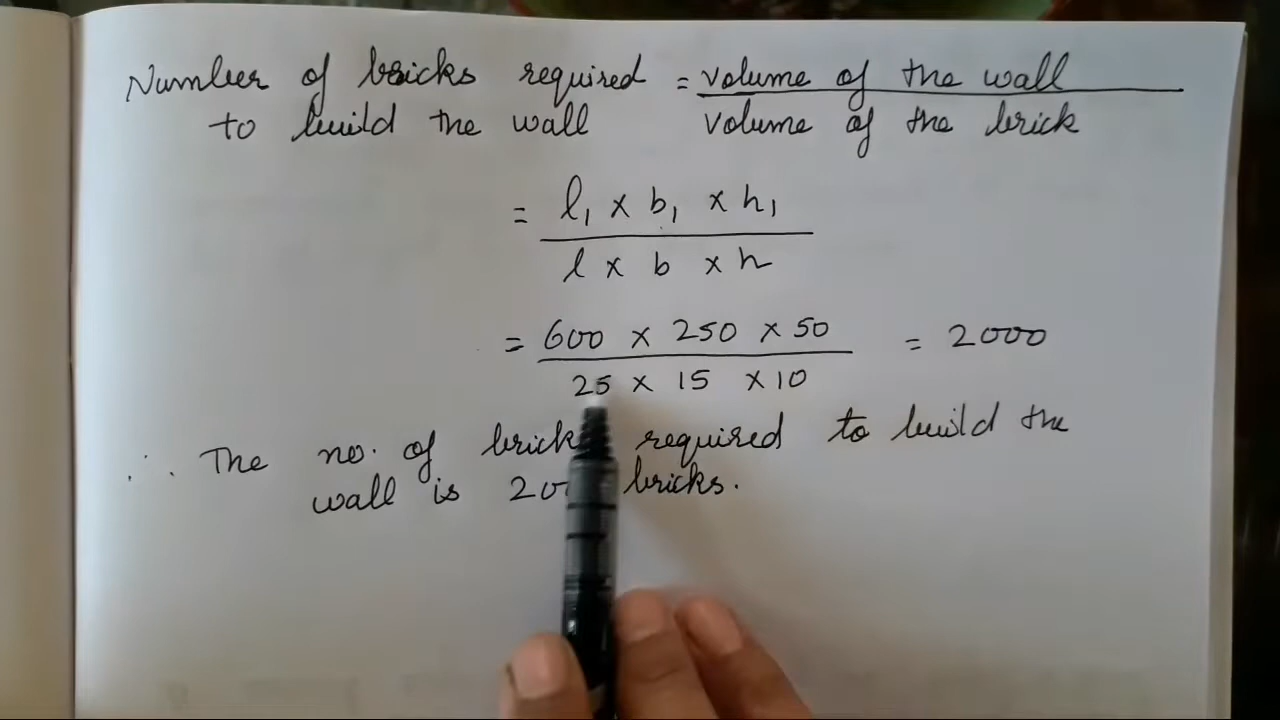 Number of bricks required = volume of the wall
to build the wall volume of the brick
= l₁ x b₁ x h₁
l x b x h
= 600 x 250 x 50 = 2000
25 x 15 x 10
∴ The no. of bricks required to build the
wall is bricks.